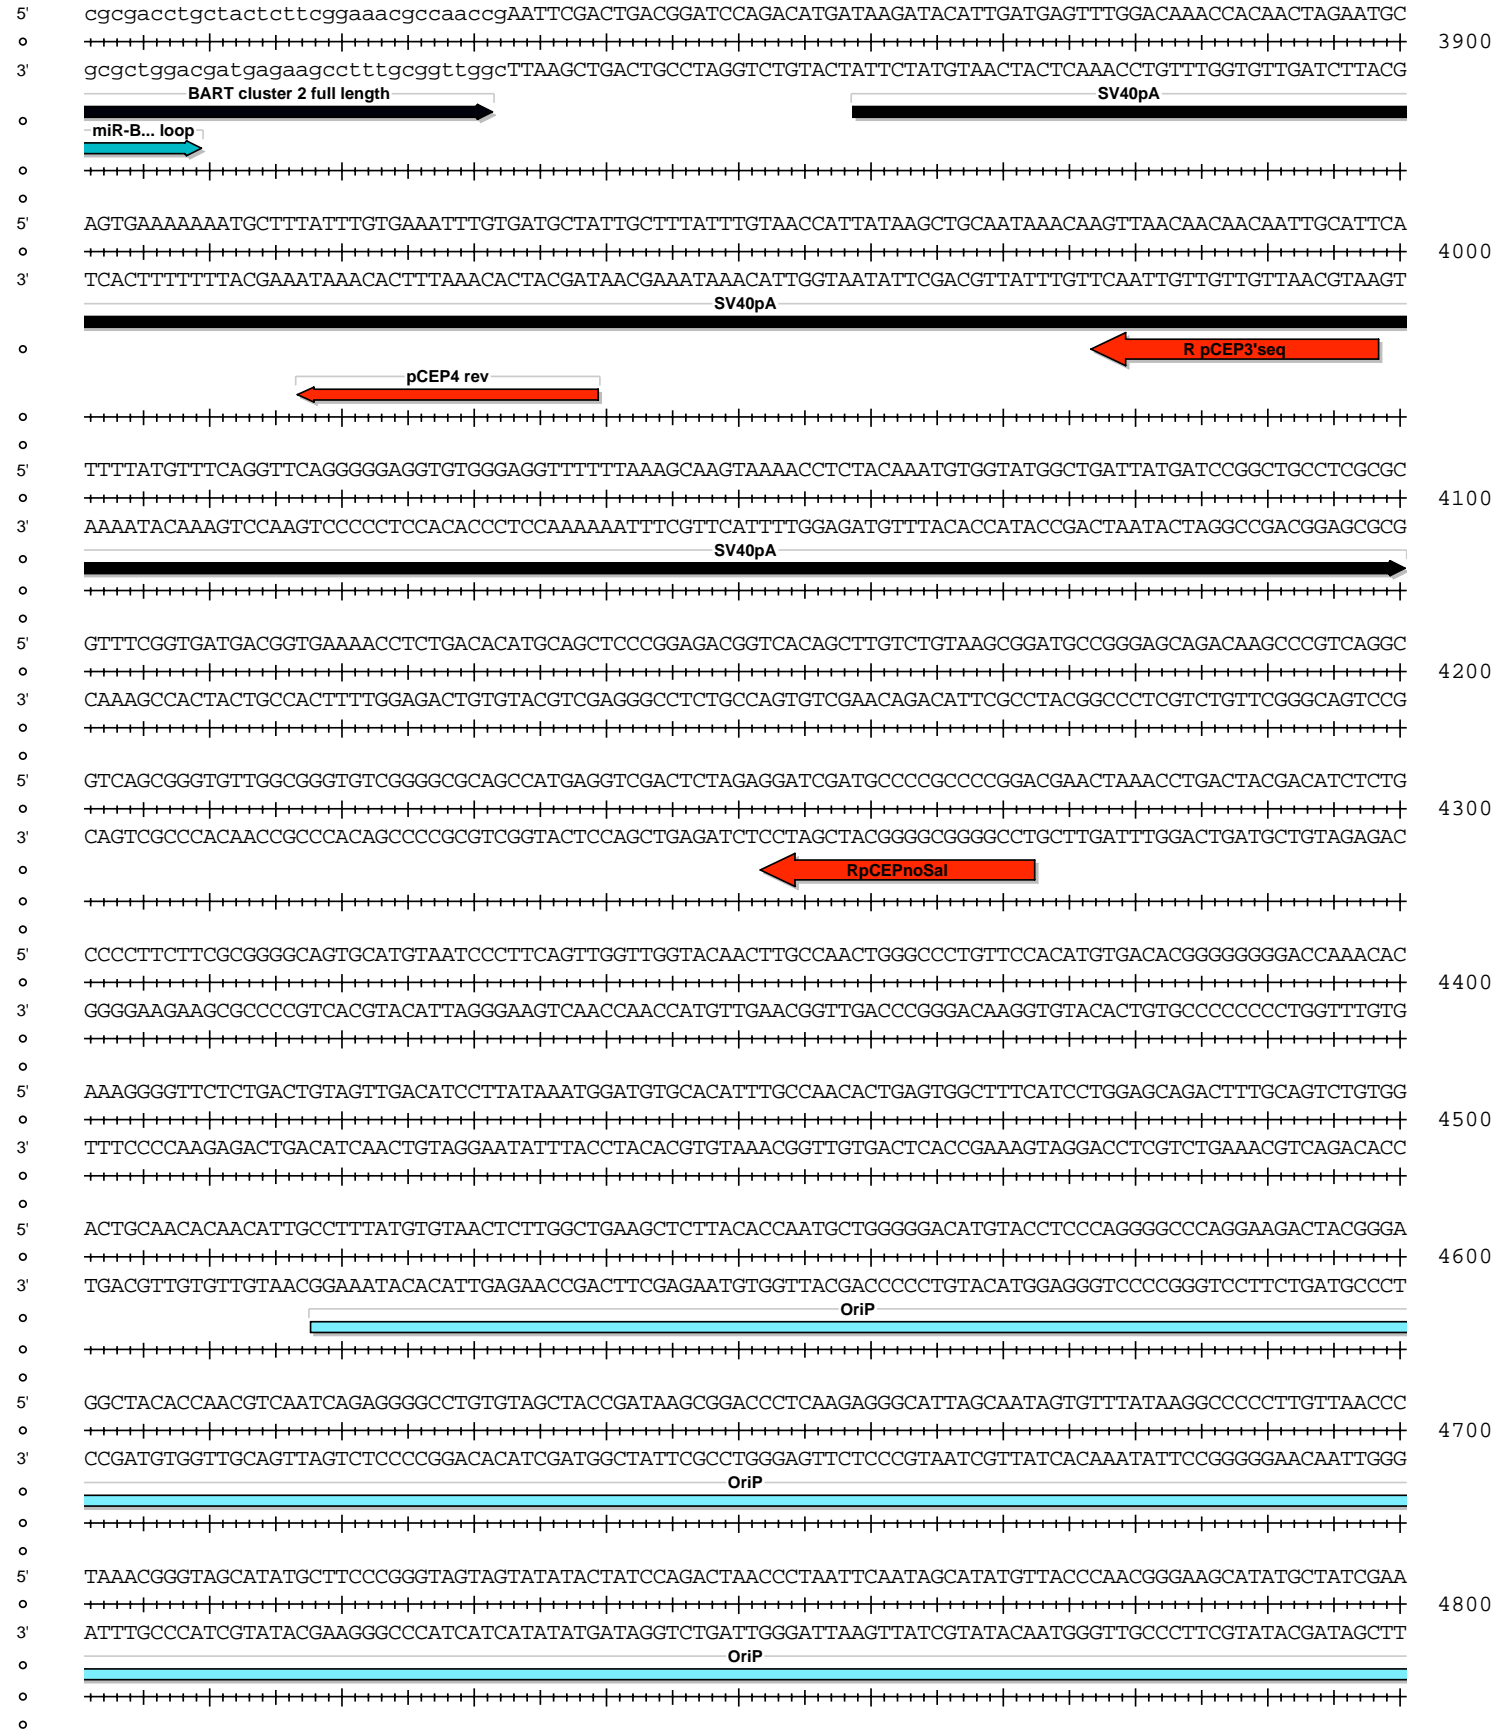 5' cgcgacctgctactcttcggaaacgccaaccgAATTCGACTGACGGATCCAGACATGATAAGATACATTGATGAGTTTGGACAAACCACAACTAGAATGC
3900
3' gcgctggacgatgagaagcctttgcggttggcTTAAGCTGACTGCCTAGGTCTGTACTATTCTATGTAACTACTCAAACCTGTTTGGTGTTGATCTTACG
BART cluster 2 full length SV40pA
miR-B... loop
5' AGTGAAAAAAATGCTTTATTTGTGAAATTTGTGATGCTATTGCTTTATTTGTAACCATTATAAGCTGCAATAAACAAGTTAACAACAACAATTGCATTCA
4000
3' TCACTTTTTTTACGAAATAAACACTTTAAACACTACGATAACGAAATAAACATTGGTAATATTCGACGTTATTTGTTCAATTGTTGTTGTTAACGTAAGT
SV40pA
R pCEP3'seq
pCEP4 rev
5' TTTTATGTTTCAGGTTCAGGGGGAGGTGTGGGAGGTTTTTTAAAGCAAGTAAAACCTCTACAAATGTGGTATGGCTGATTATGATCCGGCTGCCTCGCGC
4100
3' AAAATACAAAGTCCAAGTCCCCCTCCACACCCTCCAAAAAATTTCGTTCATTTTGGAGATGTTTACACCATACCGACTAATACTAGGCCGACGGAGCGCG
SV40pA
5' GTTTCGGTGATGACGGTGAAAACCTCTGACACATGCAGCTCCCGGAGACGGTCACAGCTTGTCTGTAAGCGGATGCCGGGAGCAGACAAGCCCGTCAGGC
4200
3' CAAAGCCACTACTGCCACTTTTGGAGACTGTGTACGTCGAGGGCCTCTGCCAGTGTCGAACAGACATTCGCCTACGGCCCTCGTCTGTTCGGGCAGTCCG
5' GTCAGCGGGTGTTGGCGGGTGTCGGGGCGCAGCCATGAGGTCGACTCTAGAGGATCGATGCCCCGCCCCGGACGAACTAAACCTGACTACGACATCTCTG
4300
3' CAGTCGCCCACAACCGCCCACAGCCCCGCGTCGGTACTCCAGCTGAGATCTCCTAGCTACGGGGCGGGGCCTGCTTGATTTGGACTGATGCTGTAGAGAC
RpCEPnoSal
5' CCCCTTCTTCGCGGGGCAGTGCATGTAATCCCTTCAGTTGGTTGGTACAACTTGCCAACTGGGCCCTGTTCCACATGTGACACGGGGGGGGACCAAACAC
4400
3' GGGGAAGAAGCGCCCCGTCACGTACATTAGGGAAGTCAACCAACCATGTTGAACGGTTGACCCGGGACAAGGTGTACACTGTGCCCCCCCCTGGTTTGTG
5' AAAGGGGTTCTCTGACTGTAGTTGACATCCTTATAAATGGATGTGCACATTTGCCAACACTGAGTGGCTTTCATCCTGGAGCAGACTTTGCAGTCTGTGG
4500
3' TTTCCCCAAGAGACTGACATCAACTGTAGGAATATTTACCTACACGTGTAAACGGTTGTGACTCACCGAAAGTAGGACCTCGTCTGAAACGTCAGACACC
5' ACTGCAACACAACATTGCCTTTATGTGTAACTCTTGGCTGAAGCTCTTACACCAATGCTGGGGGACATGTACCTCCCAGGGGCCCAGGAAGACTACGGGA
4600
3' TGACGTTGTGTTGTAACGGAAATACACATTGAGAACCGACTTCGAGAATGTGGTTACGACCCCCTGTACATGGAGGGTCCCCGGGTCCTTCTGATGCCCT
OriP
5' GGCTACACCAACGTCAATCAGAGGGGCCTGTGTAGCTACCGATAAGCGGACCCTCAAGAGGGCATTAGCAATAGTGTTTATAAGGCCCCCTTGTTAACCC
4700
3' CCGATGTGGTTGCAGTTAGTCTCCCCGGACACATCGATGGCTATTCGCCTGGGAGTTCTCCCGTAATCGTTATCACAAATATTCCGGGGGAACAATTGGG
OriP
5' TAAACGGGTAGCATATGCTTCCCGGGTAGTAGTATATACTATCCAGACTAACCCTAATTCAATAGCATATGTTACCCAACGGGAAGCATATGCTATCGAA
4800
3' ATTTGCCCATCGTATACGAAGGGCCCATCATCATATATGATAGGTCTGATTGGGATTAAGTTATCGTATACAATGGGTTGCCCTTCGTATACGATAGCTT
OriP